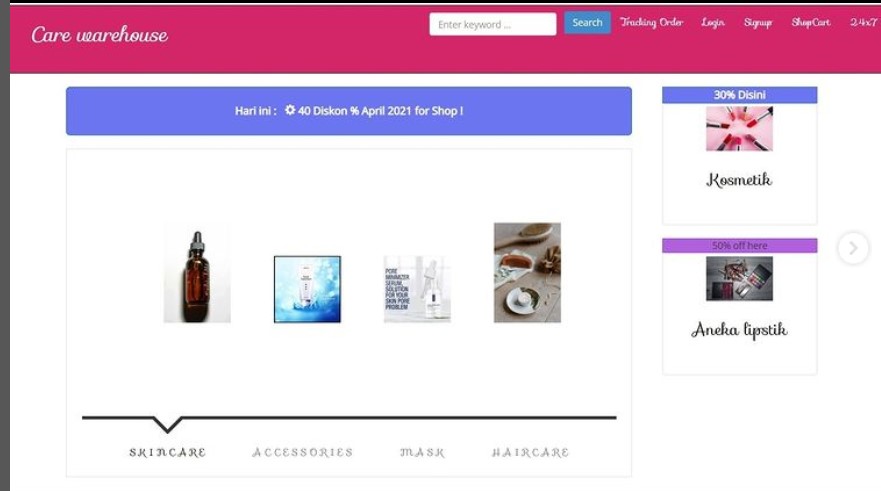 Care warehouse
Enter keyword ...
Search
Tracking Order
Login
Signup
ShopCart
24x7
Hari ini : 40 Diskon % April 2021 for Shop !
30% Disini
Kosmetik
50% off here
Aneka lipstik
PORE
MINIMIZER
SERUM,
SOLUTION
FOR YOUR
SKIN PORE
PROBLEM
SKINCARE
ACCESSORIES
MASK
HAIRCARE